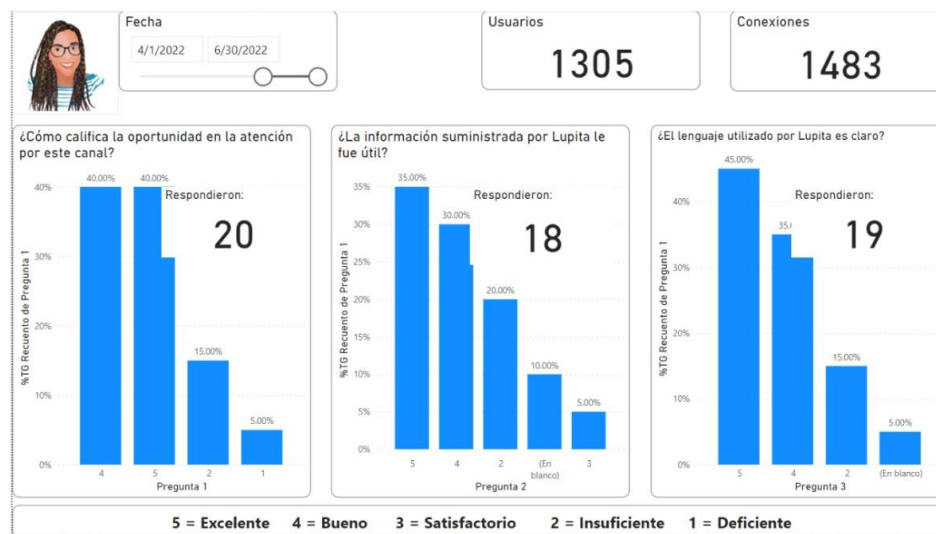 Fecha
4/1/2022 6/30/2022
Usuarios
1305
Conexiones
1483
¿Cómo califica la oportunidad en la atención
por este canal?
40.00% 40.00%
Respondieron:
20
40%
30%
20%
10%
0%
15.00%
5.00%
%TG Recuento de Pregunta 1
4 5 2 1
Pregunta 1
¿La información suministrada por Lupita le
fue útil?
35.00%
Respondieron:
18
30.00%
20.00%
10.00%
5.00%
35%
30%
25%
20%
15%
10%
5%
0%
%TG Recuento de Pregunta 1
5 4 2 (En
blanco) 3
Pregunta 2
¿El lenguaje utilizado por Lupita es claro?
45.00%
Respondieron:
19
15.00%
5.00%
40%
30%
20%
10%
0%
%TG Recuento de Pregunta 1
5 4 2 (En blanco)
Pregunta 3
5 = Excelente 4 = Bueno 3 = Satisfactorio 2 = Insuficiente 1 = Deficiente